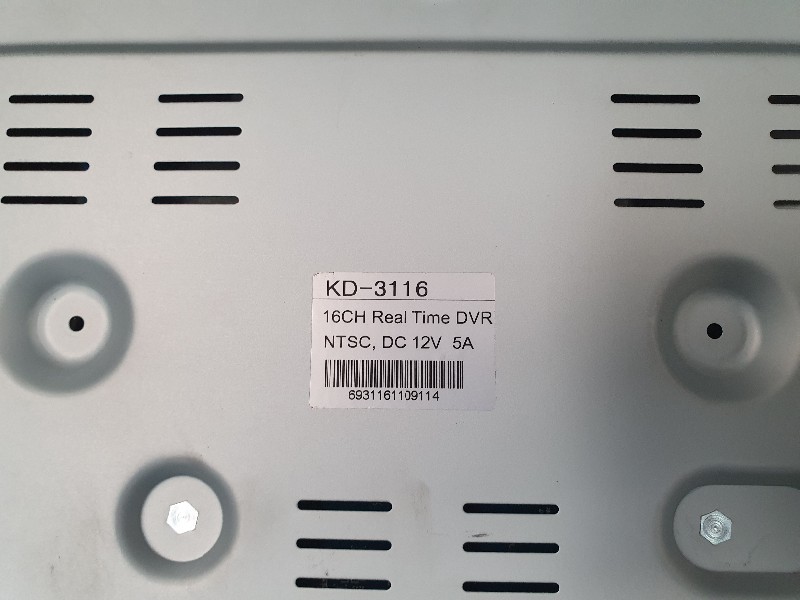 KD-3116
16CH Real Time DVR
NTSC, DC 12V 5A
6931161109114